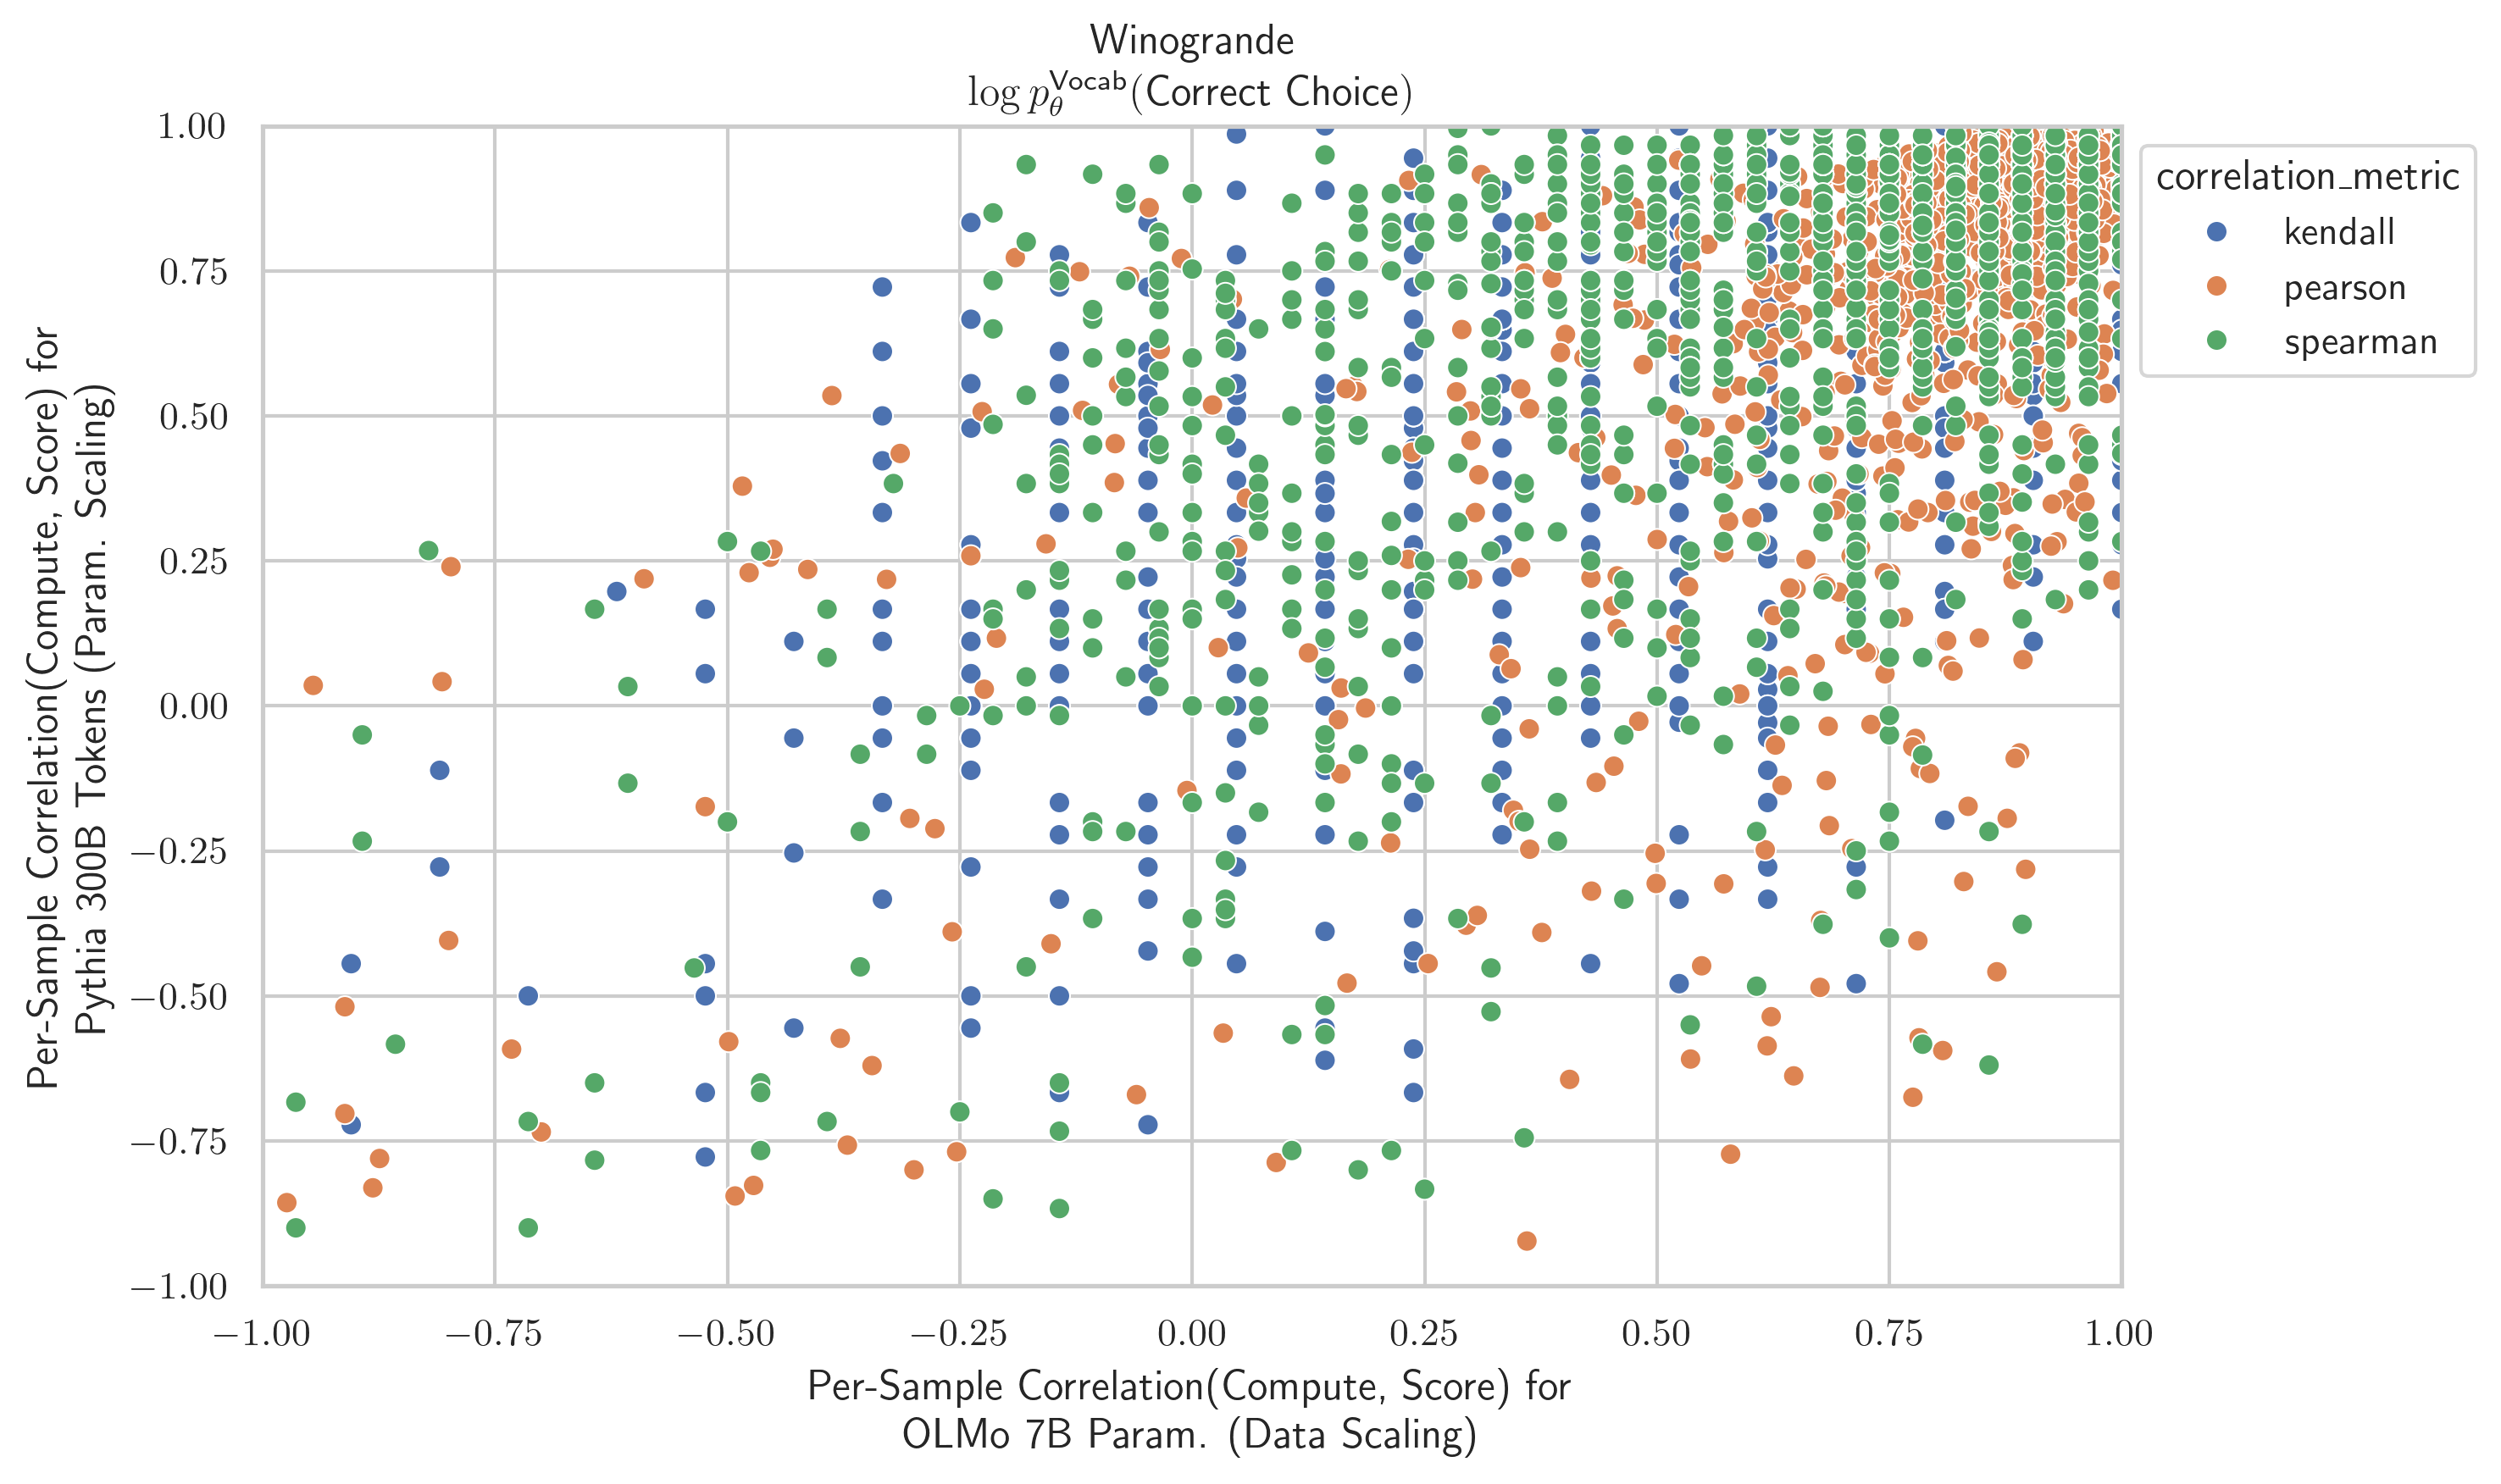 Winogrande
log p_θ^Vocab(Correct Choice)
Per-Sample Correlation(Compute, Score) for
Pythia 300B Tokens (Param. Scaling)
1.00
0.75
0.50
0.25
0.00
−0.25
−0.50
−0.75
−1.00
−1.00 −0.75 −0.50 −0.25 0.00 0.25 0.50 0.75 1.00
Per-Sample Correlation(Compute, Score) for
OLMo 7B Param. (Data Scaling)
correlation_metric
kendall
pearson
spearman